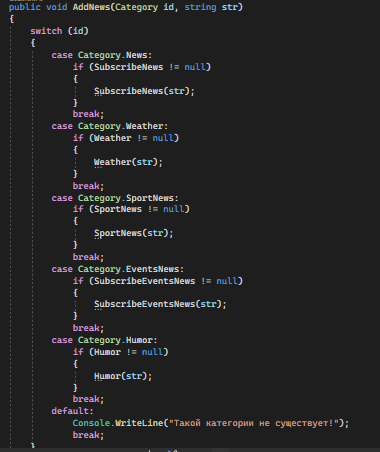 public void AddNews(Category id, string str)
{
    switch (id)
    {
        case Category.News:
            if (SubscribeNews != null)
            {
                SubscribeNews(str);
            }
            break;
        case Category.Weather:
            if (Weather != null)
            {
                Weather(str);
            }
            break;
        case Category.SportNews:
            if (SportNews != null)
            {
                SportNews(str);
            }
            break;
        case Category.EventsNews:
            if (SubscribeEventsNews != null)
            {
                SubscribeEventsNews(str);
            }
            break;
        case Category.Humor:
            if (Humor != null)
            {
                Humor(str);
            }
            break;
        default:
            Console.WriteLine("Такой категории не существует!");
            break;
    }